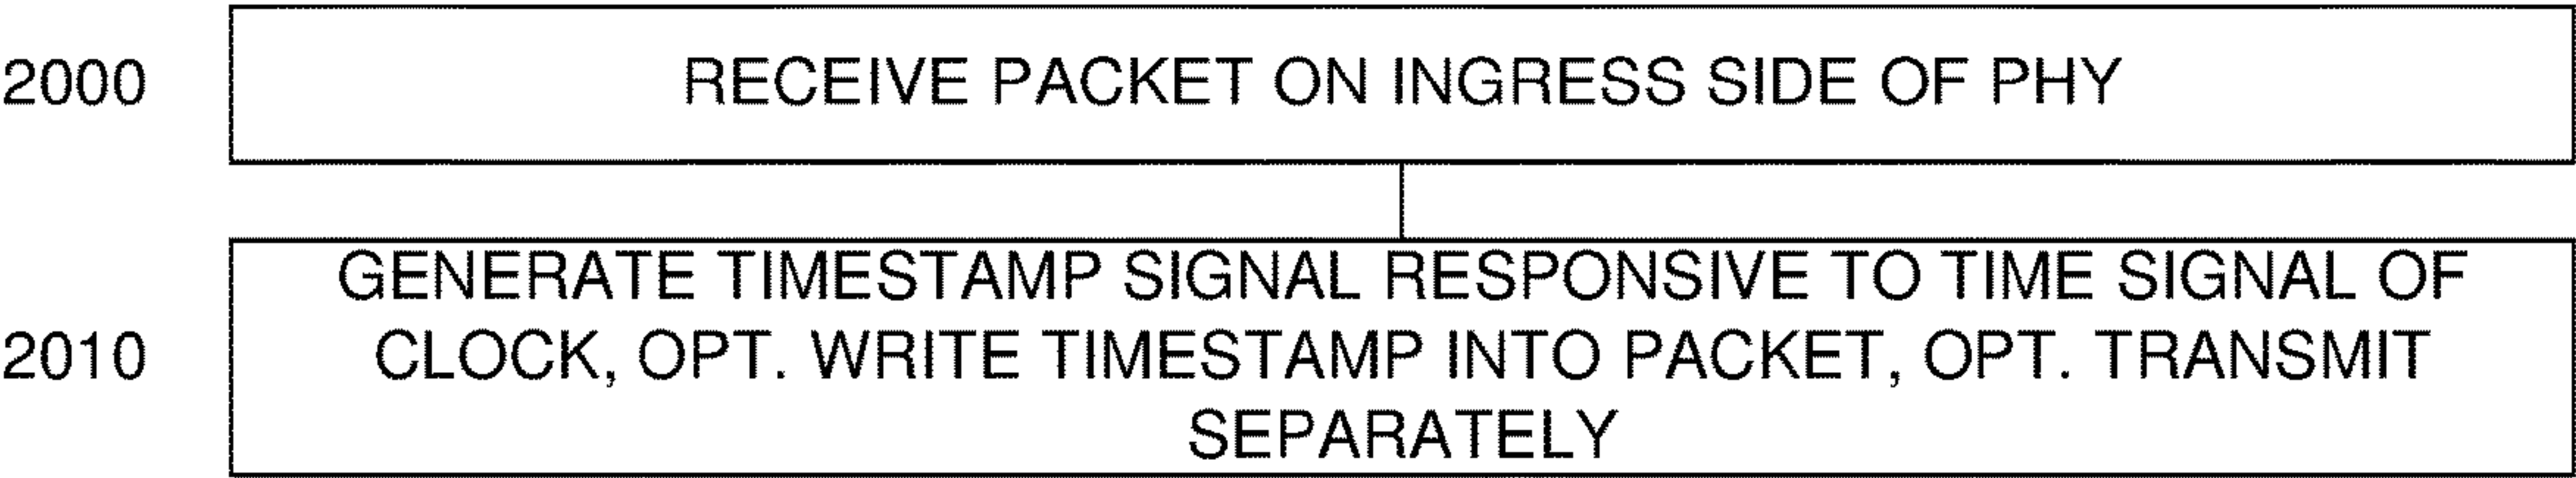 2000
RECEIVE PACKET ON INGRESS SIDE OF PHY
GENERATE TIMESTAMP SIGNAL RESPONSIVE TO TIME SIGNAL OF
2010
CLOCK, OPT. WRITE TIMESTAMP INTO PACKET, OPT. TRANSMIT
SEPARATELY